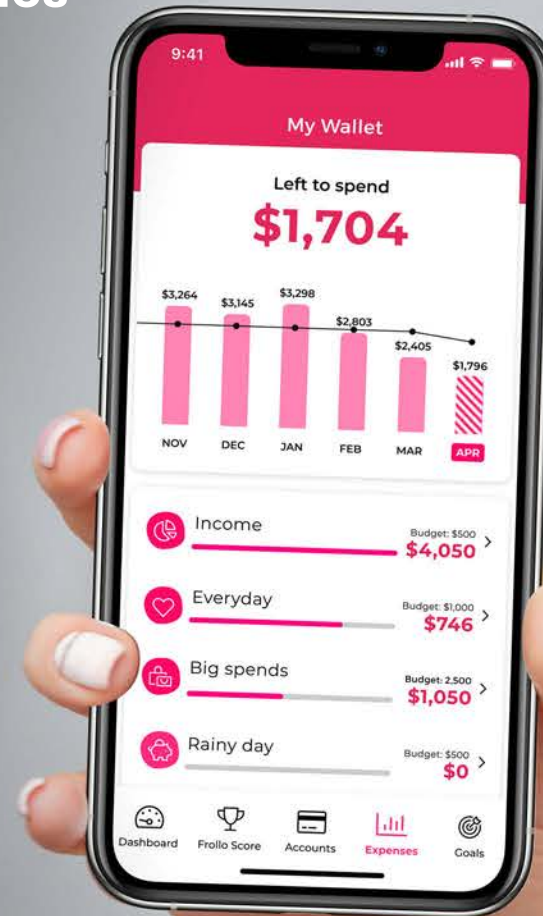 9:41
My Wallet
Left to spend
$1,704
$3,264
$3,145
$3,298
$2,803
$2,405
$1,796
NOV
DEC
JAN
FEB
MAR
APR
Income
Budget: $500
$4,050
Everyday
Budget: $1,000
$746
Big spends
Budget: 2,500
$1,050
Rainy day
Budget: $500
$0
Dashboard
Frollo Score
Accounts
Expenses
Goals